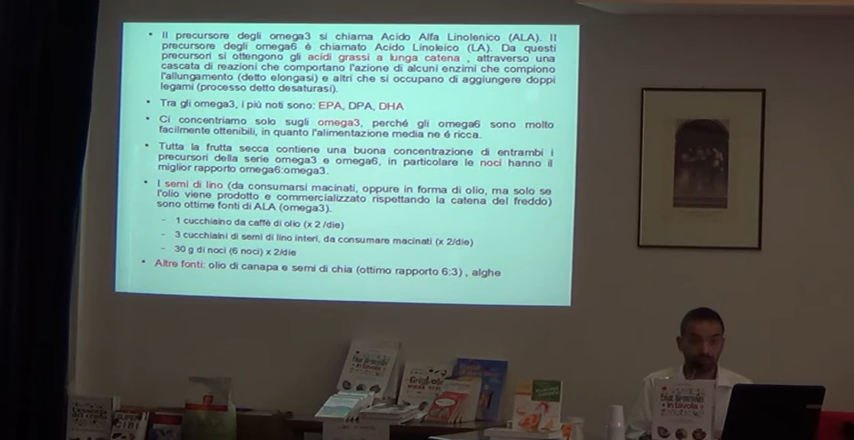 • Il precursore degli omega3 si chiama Acido Alfa Linolenico (ALA). Il
precursore degli omega6 è chiamato Acido Linoleico (LA). Da questi
precursori si ottengono gli acidi grassi a lunga catena , attraverso una
cascata di reazioni che comportano l'azione di alcuni enzimi che compiono
l'allungamento (detto elongasi) e altri che si occupano di aggiungere doppi
legami (processo detto desaturasi).
• Tra gli omega3, i più noti sono: EPA, DPA, DHA
• Ci concentriamo solo sugli omega3, perché gli omega6 sono molto
facilmente ottenibili, in quanto l'alimentazione media ne é ricca.
• Tutta la frutta secca contiene una buona concentrazione di entrambi i
precursori della serie omega3 e omega6, in particolare le noci hanno il
miglior rapporto omega6:omega3.
• I semi di lino (da consumarsi macinati, oppure in forma di olio, ma solo se
l'olio viene prodotto e commercializzato rispettando la catena del freddo)
sono ottime fonti di ALA (omega3).
– 1 cucchiaino da caffè di olio (x 2 /die)
– 3 cucchiaini di semi di lino interi, da consumare macinati (x 2/die)
– 30 g di noci (6 noci) x 2/die
• Altre fonti: olio di canapa e semi di chia (ottimo rapporto 6:3) , alghe
in tavola
in tavola